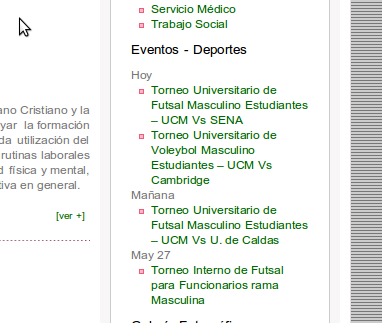 Servicio Médico
Trabajo Social
Eventos - Deportes
Hoy
Torneo Universitario de
Futsal Masculino Estudiantes
– UCM Vs SENA
Torneo Universitario de
Voleybol Masculino
Estudiantes – UCM Vs
Cambridge
Mañana
Torneo Universitario de
Futsal Masculino Estudiantes
– UCM Vs U. de Caldas
May 27
Torneo Interno de Futsal
para Funcionarios rama
Masculina
ano Cristiano y la
yar la formación
da utilización del
rutinas laborales
d física y mental,
tiva en general.
[ver +]